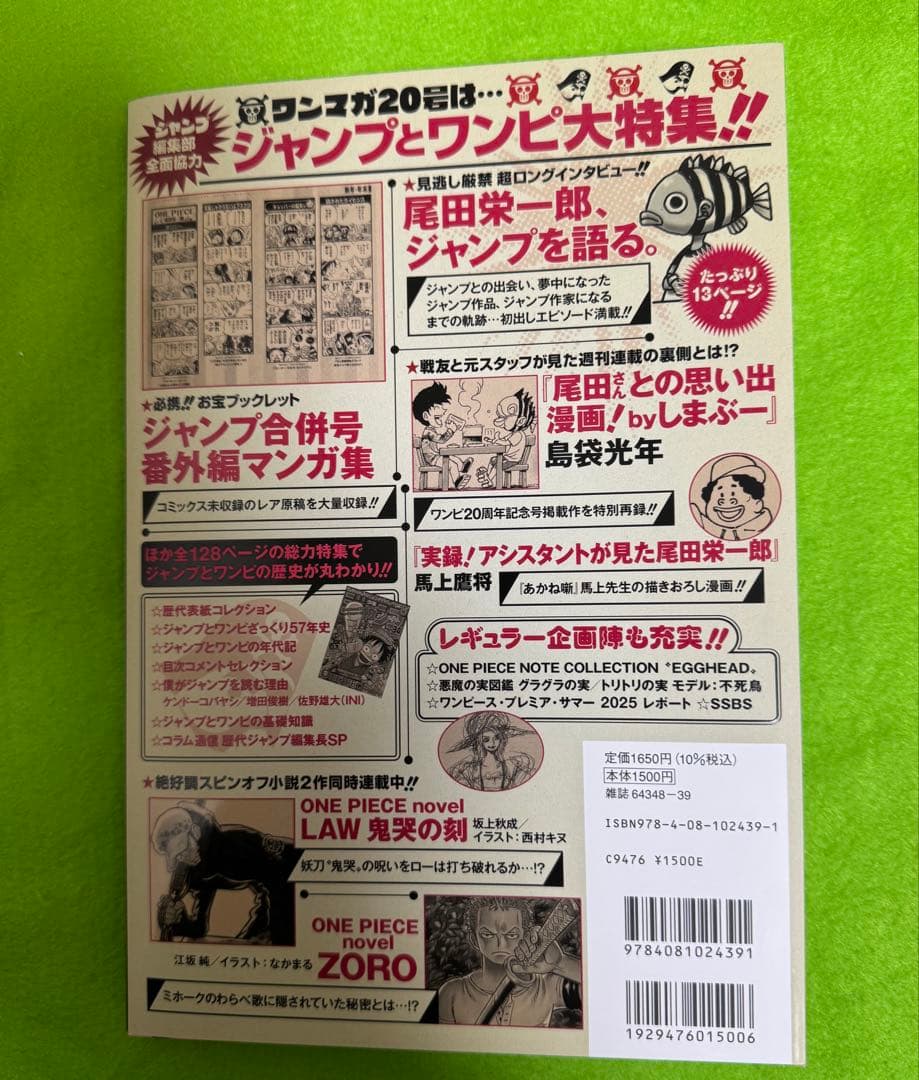 ジャンプ
編集部
全面協力
ワンマガ20号は…
ジャンプとワンピ大特集!!
ONE PIECE
★必携!! お宝ブックレット
ジャンプ合併号
番外編マンガ集
コミックス未収録のレア原稿を大量収録!!
★見逃し厳禁 超ロングインタビュー!!
尾田栄一郎、
ジャンプを語る。
ジャンプとの出会い、夢中になった
ジャンプ作品、ジャンプ作家になる
までの軌跡…初出しエピソード満載!!
たっぷり
13ページ
!!
★戦友と元スタッフが見た週刊連載の裏側とは!?
『尾田さんとの思い出
漫画!byしまぶー』
島袋光年
ワンピ20周年記念号掲載作を特別再録!!
『実録!アシスタントが見た尾田栄一郎』
馬上鷹将
『あかね噺』馬上先生の描きおろし漫画!!
ほか全128ページの総力特集で
ジャンプとワンピの歴史が丸わかり!!
☆歴代表紙コレクション
☆ジャンプとワンピざっくり57年史
☆ジャンプとワンピの年代記
☆目次コメントセレクション
☆僕がジャンプを読む理由
ケンドーコバヤシ/増田俊樹/佐野雄大(INI)
☆ジャンプとワンピの基礎知識
☆コラム通信 歴代ジャンプ編集長SP
レギュラー企画陣も充実!!
☆ONE PIECE NOTE COLLECTION “EGGHEAD”
☆悪魔の実図鑑 グラグラの実/トリトリの実 モデル:不死鳥
☆ワンピース・プレミア・サマー 2025 レポート ☆SSBS
★絶好調スピンオフ小説2作同時連載中!!
ONE PIECE novel
LAW 鬼哭の刻
坂上秋成/
イラスト:西村キヌ
妖刀“鬼哭”の呪いをローは打ち破れるか…!?
ONE PIECE
novel
ZORO
江坂 純/イラスト:なかまる
ミホークのわらべ歌に隠されていた秘密とは…!?
定価1650円(10%税込)
本体1500円
雑誌 64348-39
ISBN978-4-08-102439-1
C9476 ¥1500E
9784081024391
1929476015006